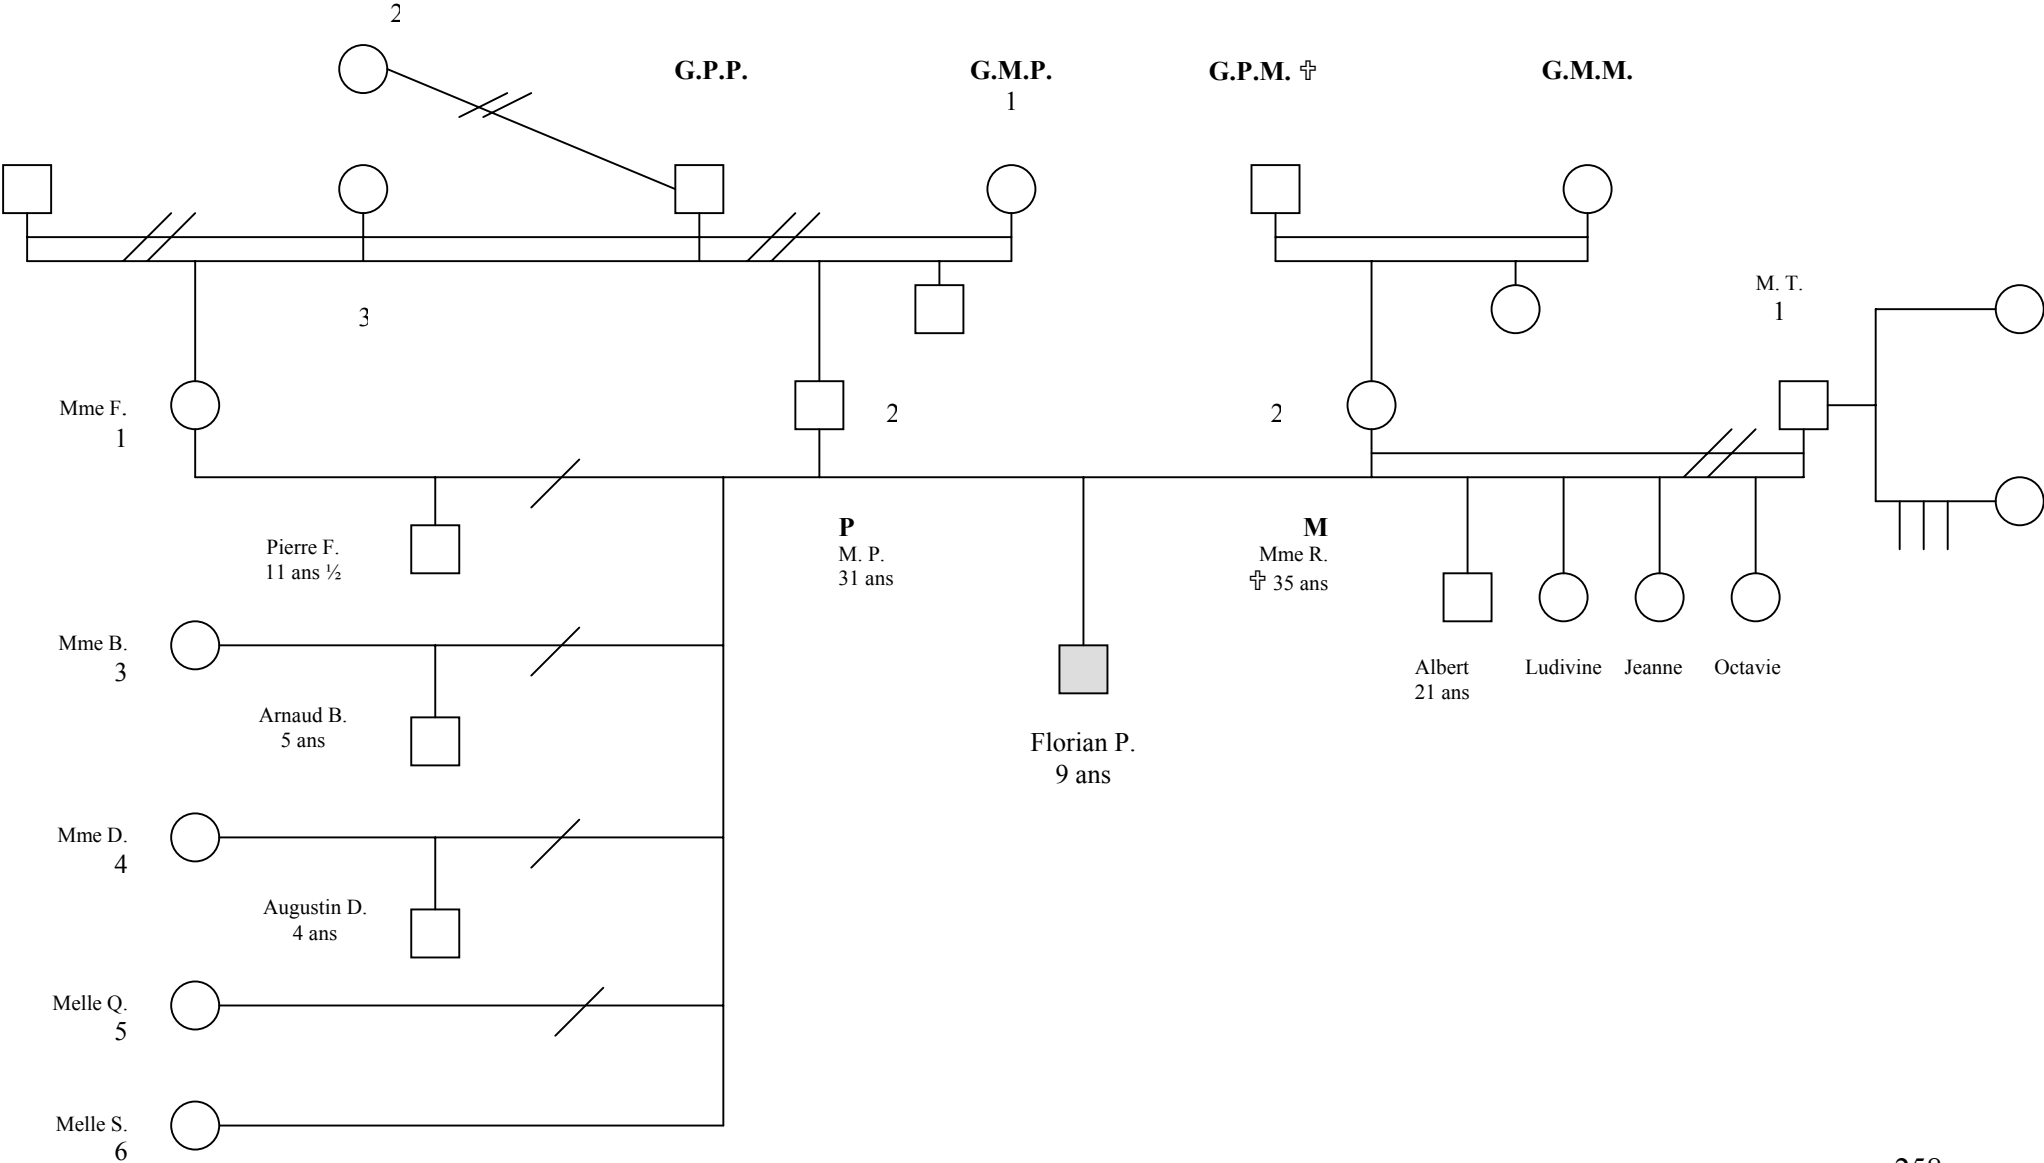 2
G.P.P.
G.M.P.
1
G.P.M. ✞
G.M.M.
3
M. T.
1
Mme F.
1
2
2
Pierre F.
11 ans ½
P
M. P.
31 ans
M
Mme R.
✞ 35 ans
Mme B.
3
Arnaud B.
5 ans
Albert
21 ans
Ludivine
Jeanne
Octavie
Florian P.
9 ans
Mme D.
4
Augustin D.
4 ans
Melle Q.
5
Melle S.
6